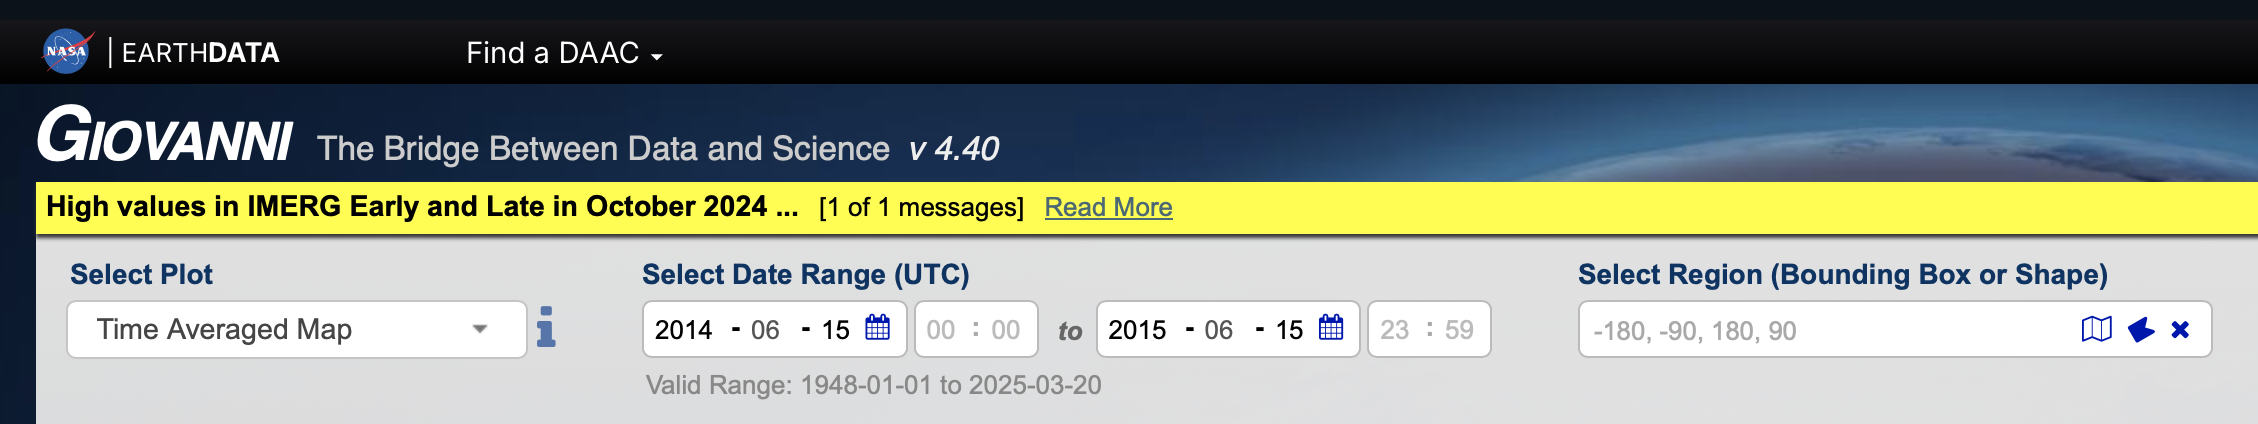 NASA | EARTHDATA Find a DAAC
GIOVANNI The Bridge Between Data and Science v 4.40
High values in IMERG Early and Late in October 2024 ... [1 of 1 messages] Read More
Select Plot Select Date Range (UTC) Select Region (Bounding Box or Shape)
Time Averaged Map 2014 - 06 - 15 00 : 00 to 2015 - 06 - 15 23 : 59 -180, -90, 180, 90
Valid Range: 1948-01-01 to 2025-03-20